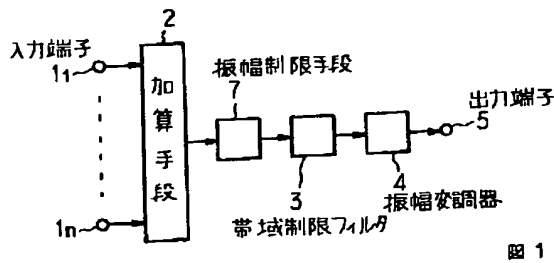 2
入力端子
1₁
加算手段
振幅制限手段
7
出力端子
5
1n
3
4
帯域制限フィルタ
振幅変調器
図 1